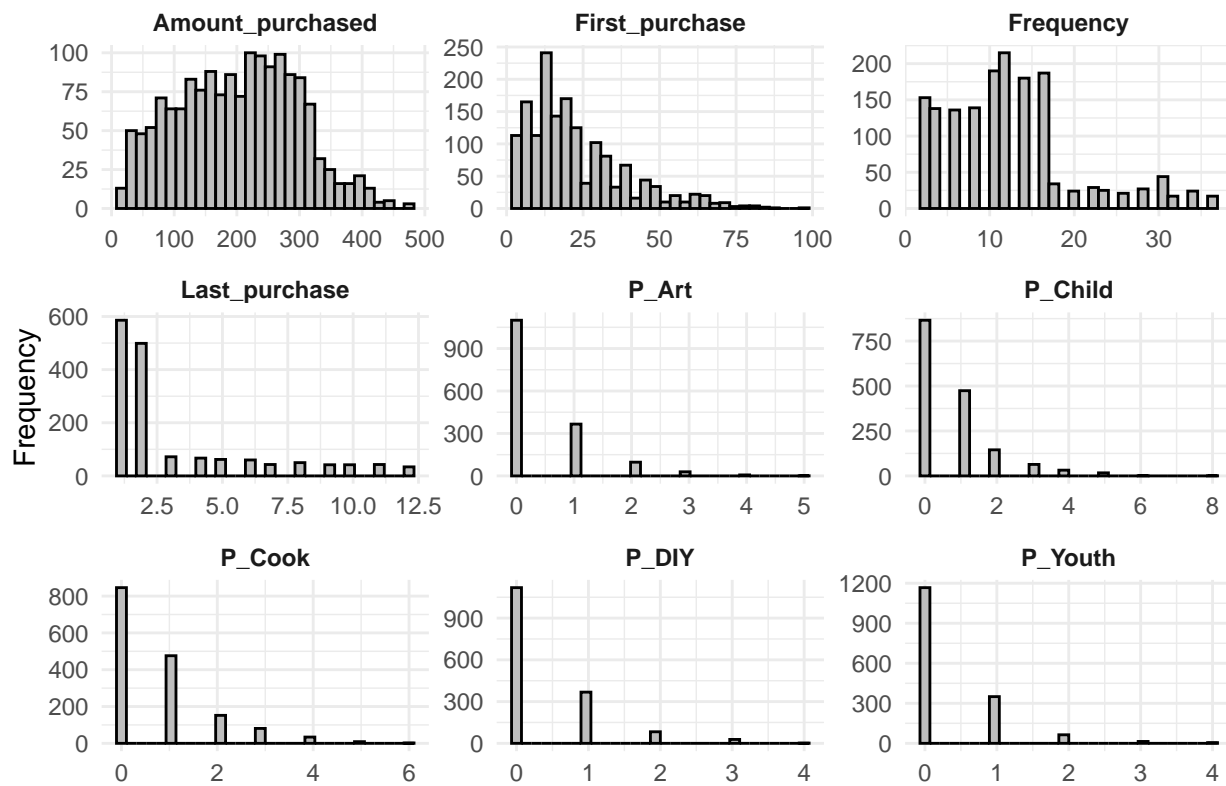 Amount_purchased
First_purchase
Frequency
100
75
50
25
0
0 100 200 300 400 500
250
200
150
100
50
0
0 25 50 75 100
200
150
100
50
0
0 10 20 30
Frequency
Last_purchase
P_Art
P_Child
600
400
200
0
2.5 5.0 7.5 10.0 12.5
900
600
300
0
0 1 2 3 4 5
750
500
250
0
0 2 4 6 8
P_Cook
P_DIY
P_Youth
800
600
400
200
0
0 2 4 6
900
600
300
0
0 1 2 3 4
1200
900
600
300
0
0 1 2 3 4